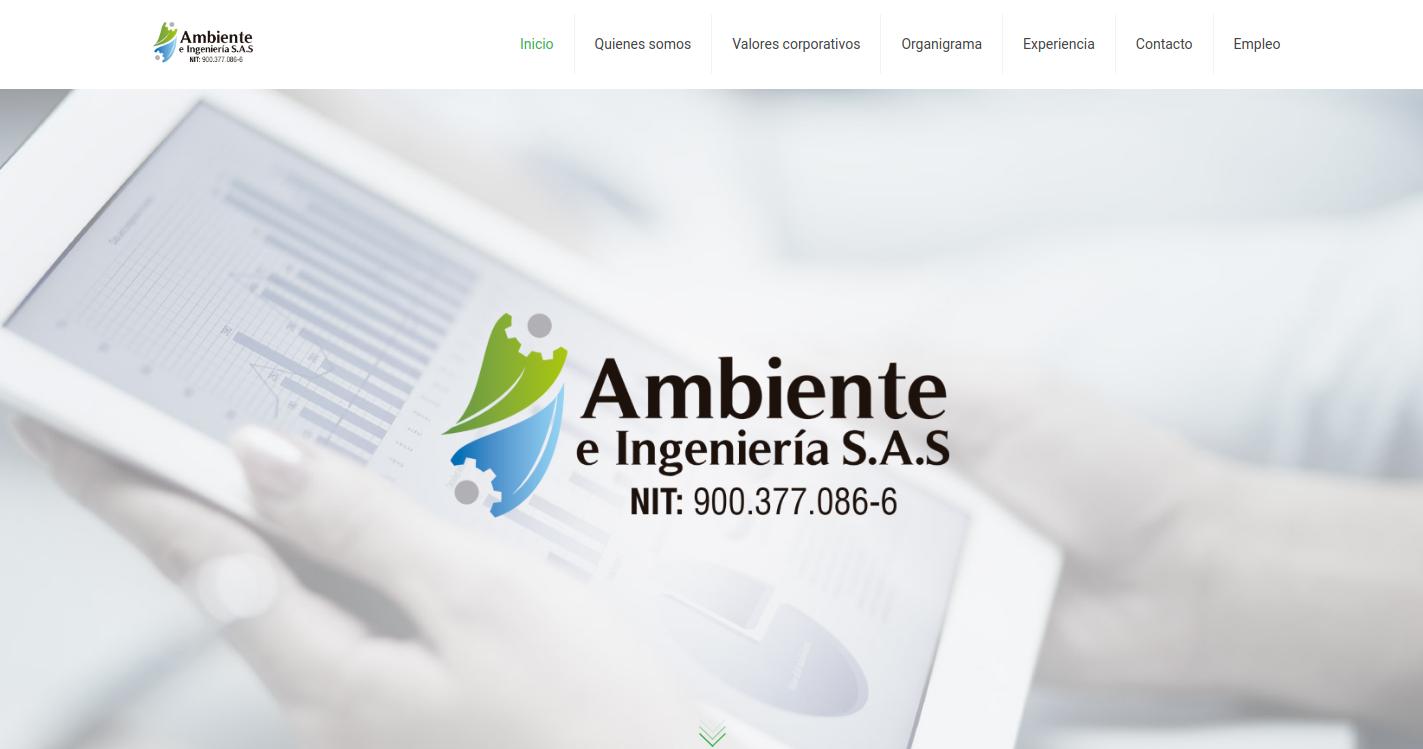 Ambiente
e Ingeniería S.A.S
NIT: 900.377.086-6
Inicio
Quienes somos
Valores corporativos
Organigrama
Experiencia
Contacto
Empleo
Ambiente
e Ingeniería S.A.S
NIT: 900.377.086-6